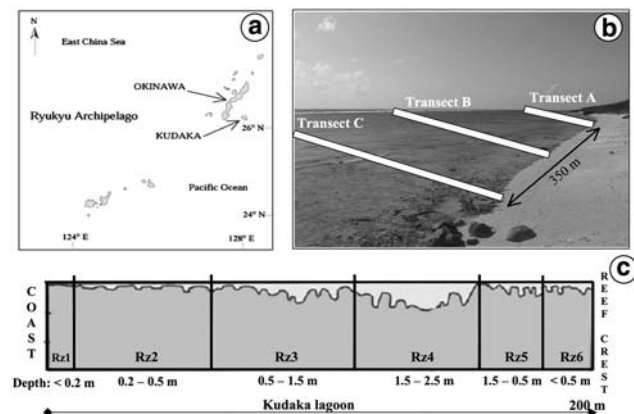 a
N
East China Sea
OKINAWA
Ryukyu Archipelago
KUDAKA
26° N
Pacific Ocean
24° N
124° E
128° E
b
Transect A
Transect B
Transect C
350 m
c
COAST
REEF CREST
Rz1 Rz2 Rz3 Rz4 Rz5 Rz6
Depth: < 0.2 m 0.2 – 0.5 m 0.5 – 1.5 m 1.5 – 2.5 m 1.5 – 0.5 m < 0.5 m
Kudaka lagoon 200 m